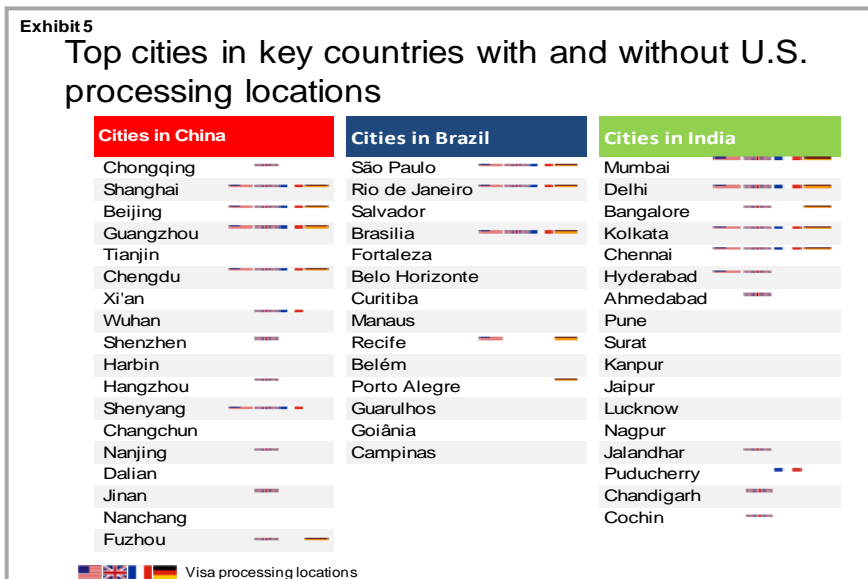 Exhibit 5
Top cities in key countries with and without U.S.
processing locations
Cities in China
Chongqing
Shanghai
Beijing
Guangzhou
Tianjin
Chengdu
Xi'an
Wuhan
Shenzhen
Harbin
Hangzhou
Shenyang
Changchun
Nanjing
Dalian
Jinan
Nanchang
Fuzhou
Cities in Brazil
São Paulo
Rio de Janeiro
Salvador
Brasilia
Fortaleza
Belo Horizonte
Curitiba
Manaus
Recife
Belém
Porto Alegre
Guarulhos
Goiânia
Campinas
Cities in India
Mumbai
Delhi
Bangalore
Kolkata
Chennai
Hyderabad
Ahmedabad
Pune
Surat
Kanpur
Jaipur
Lucknow
Nagpur
Jalandhar
Puducherry
Chandigarh
Cochin
Visa processing locations